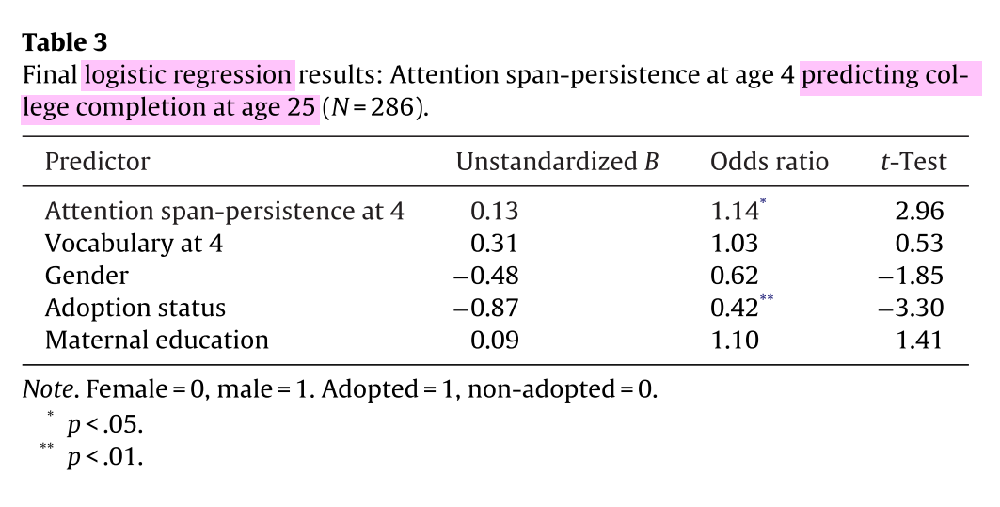 Table 3
Final logistic regression results: Attention span-persistence at age 4 predicting col-
lege completion at age 25 (N = 286).
Predictor Unstandardized B Odds ratio t-Test
Attention span-persistence at 4 0.13 1.14* 2.96
Vocabulary at 4 0.31 1.03 0.53
Gender −0.48 0.62 −1.85
Adoption status −0.87 0.42** −3.30
Maternal education 0.09 1.10 1.41
Note. Female = 0, male = 1. Adopted = 1, non-adopted = 0.
* p < .05.
** p < .01.